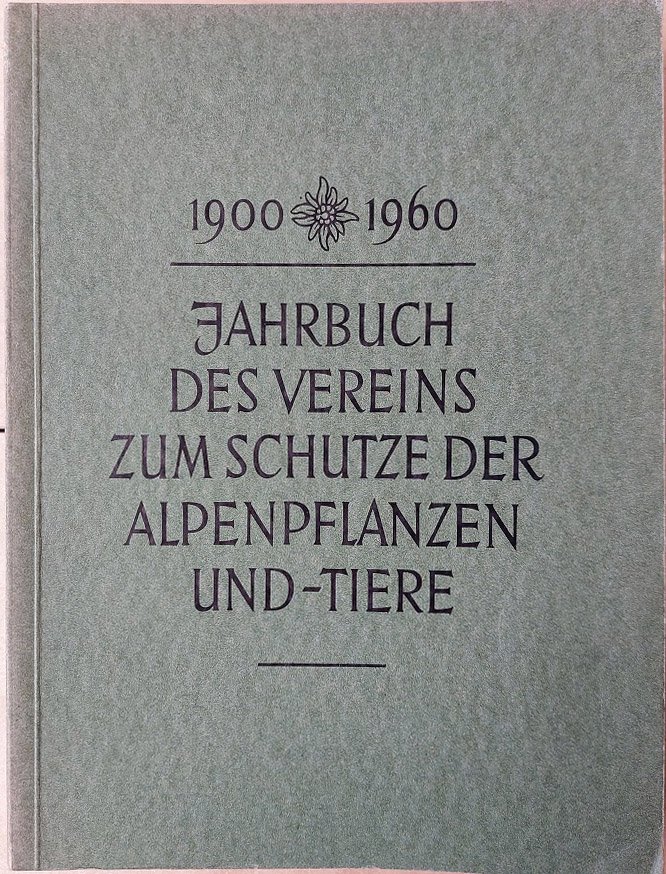 1900 1960
JAHRBUCH
DES VEREINS
ZUM SCHUTZE DER
ALPENPFLANZEN
UND -TIERE